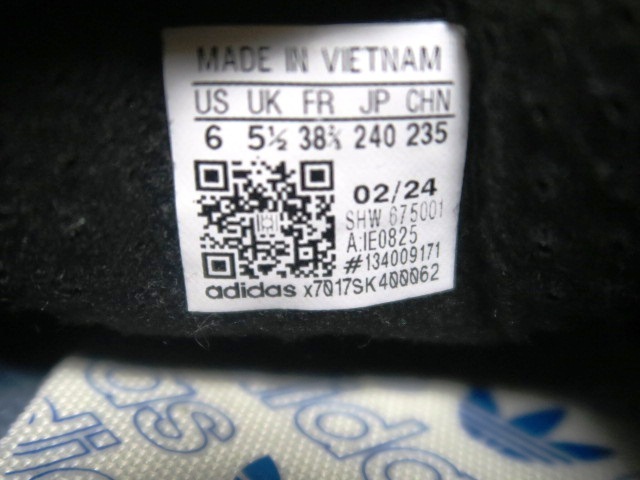 MADE IN VIETNAM
US UK FR JP CHN
6 5½ 38⅔ 240 235
02/24
SHW 675001
A:IE0825
#134009171
adidas x7017SK400062